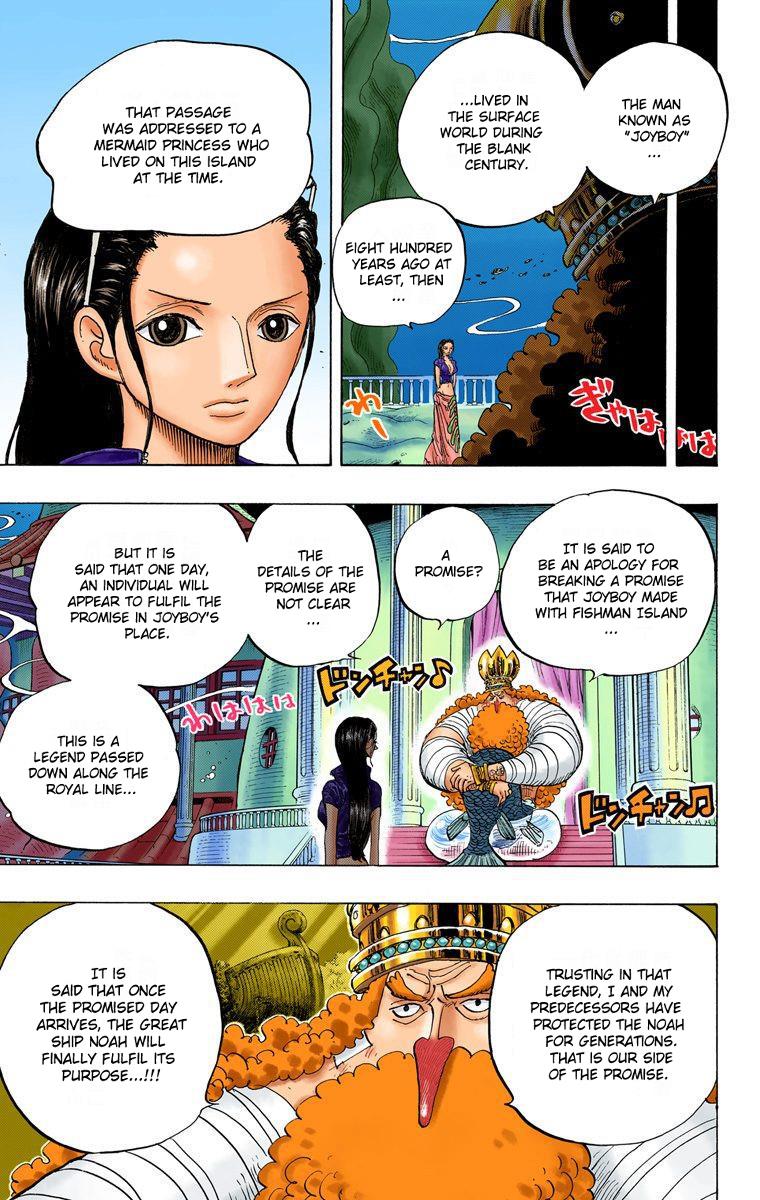 THE MAN
KNOWN AS
"JOYBOY"
...
...LIVED IN
THE SURFACE
WORLD DURING
THE BLANK
CENTURY.
EIGHT HUNDRED
YEARS AGO AT
LEAST, THEN
...
ぎゃはははは
わー
THAT PASSAGE
WAS ADDRESSED TO A
MERMAID PRINCESS WHO
LIVED ON THIS ISLAND
AT THE TIME.
IT IS SAID TO
BE AN APOLOGY FOR
BREAKING A PROMISE
THAT JOYBOY MADE
WITH FISHMAN ISLAND
...
A
PROMISE?
THE
DETAILS OF THE
PROMISE ARE
NOT CLEAR
...
BUT IT IS
SAID THAT ONE DAY,
AN INDIVIDUAL WILL
APPEAR TO FULFIL THE
PROMISE IN JOYBOY'S
PLACE.
THIS IS A
LEGEND PASSED
DOWN ALONG THE
ROYAL LINE...
ドンチャン♪
わはははは
ドンチャン♫
TRUSTING IN THAT
LEGEND, I AND MY
PREDECESSORS HAVE
PROTECTED THE NOAH
FOR GENERATIONS.
THAT IS OUR SIDE
OF THE PROMISE.
IT IS
SAID THAT ONCE
THE PROMISED DAY
ARRIVES, THE GREAT
SHIP NOAH WILL
FINALLY FULFIL ITS
PURPOSE...!!!